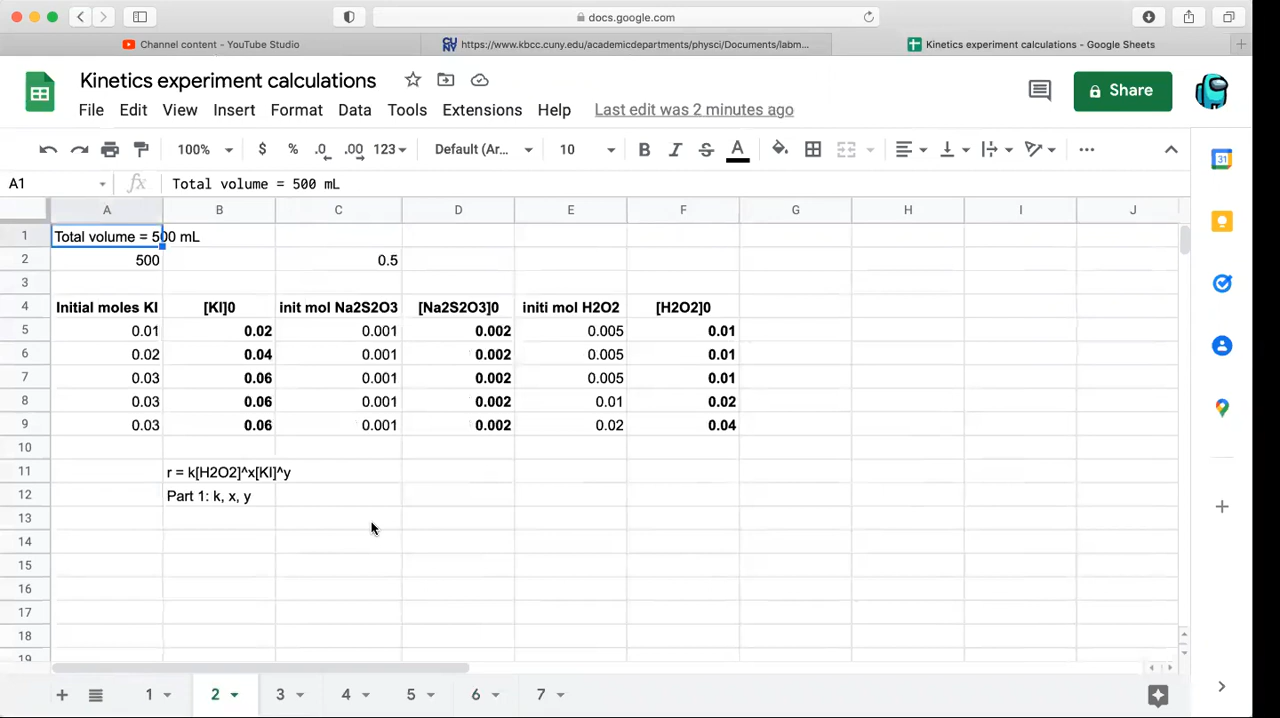 docs.google.com
Channel content - YouTube Studio
https://www.kbcc.cuny.edu/academicdepartments/physci/Documents/labm...
Kinetics experiment calculations - Google Sheets
Kinetics experiment calculations
File Edit View Insert Format Data Tools Extensions Help Last edit was 2 minutes ago
Share
100% $ % .0 .00 123 Default (Ar... 10 B I S A
31
A1 fx Total volume = 500 mL
A B C D E F G H I J
1 Total volume = 500 mL
2 500 0.5
3
4 Initial moles KI [KI]0 init mol Na2S2O3 [Na2S2O3]0 initi mol H2O2 [H2O2]0
5 0.01 0.02 0.001 0.002 0.005 0.01
6 0.02 0.04 0.001 0.002 0.005 0.01
7 0.03 0.06 0.001 0.002 0.005 0.01
8 0.03 0.06 0.001 0.002 0.01 0.02
9 0.03 0.06 0.001 0.002 0.02 0.04
10
11 r = k[H2O2]^x[KI]^y
12 Part 1: k, x, y
13
14
15
16
17
18
19
1 2 3 4 5 6 7